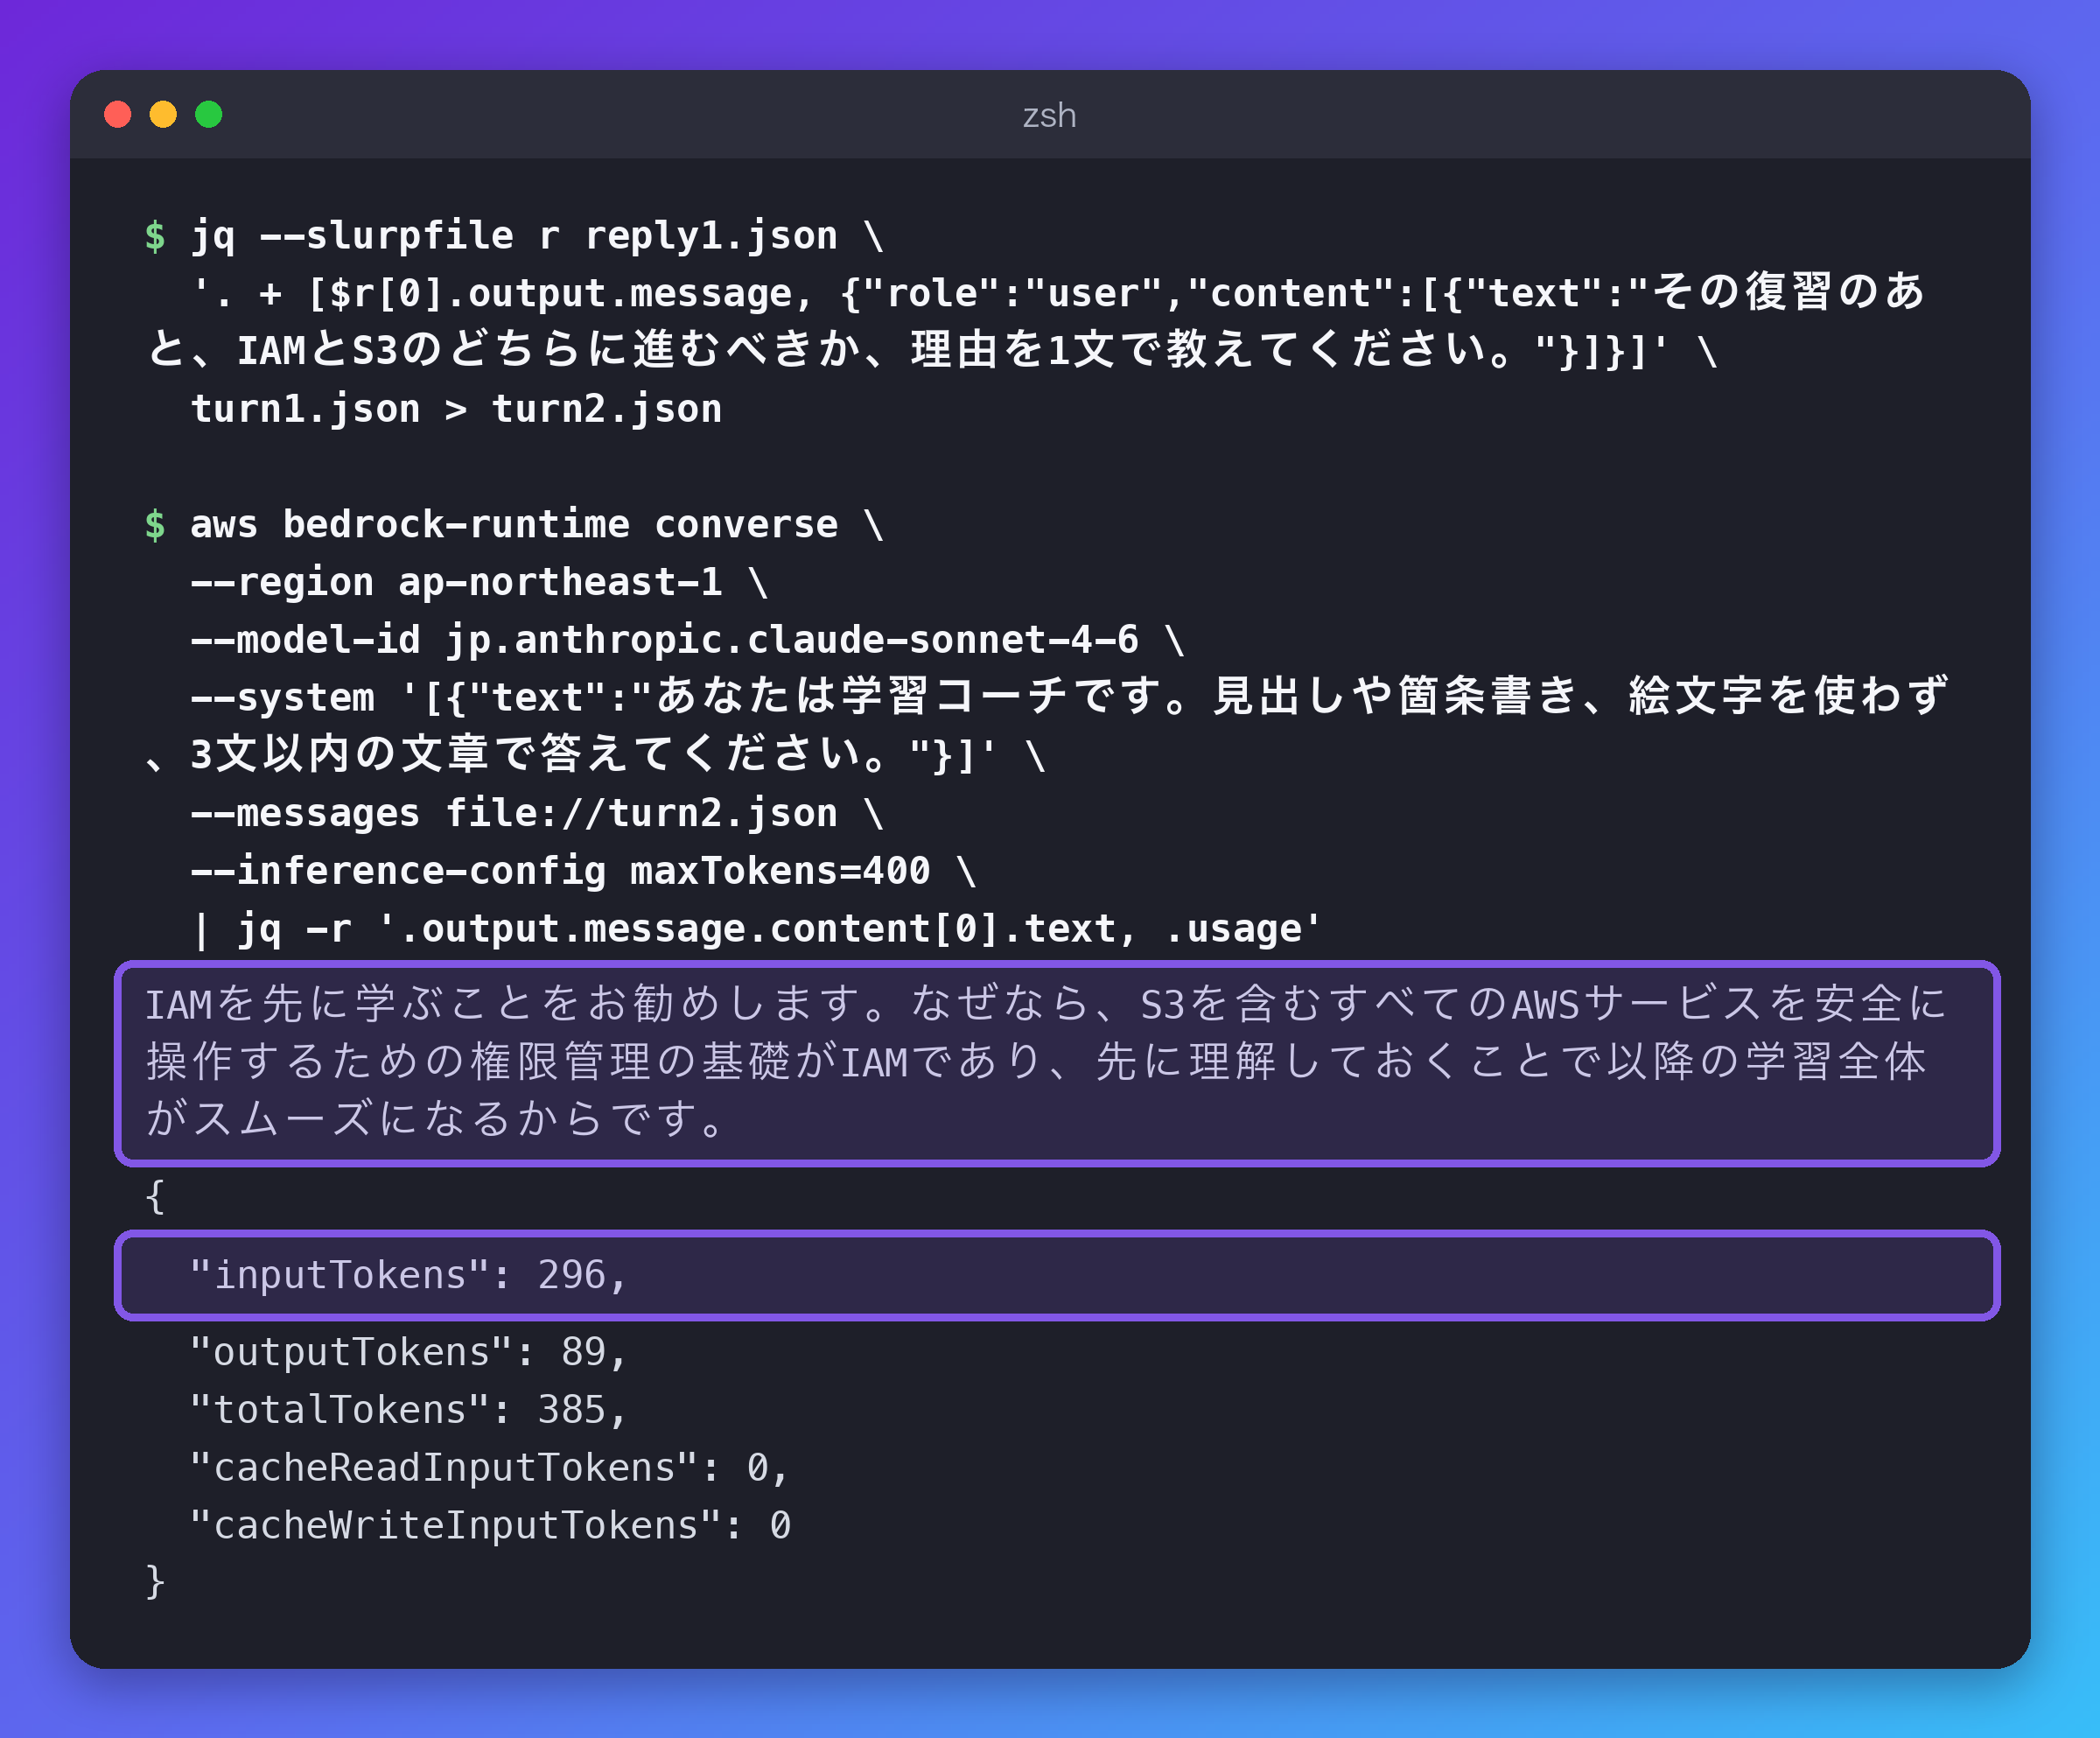 zsh
$ jq --slurpfile r reply1.json \
'. + [$r[0].output.message, {"role":"user","content":[{"text":"その復習のあ
と、IAMとS3のどちらに進むべきか、理由を1文で教えてください。"}]}]' \
turn1.json > turn2.json
$ aws bedrock-runtime converse \
--region ap-northeast-1 \
--model-id jp.anthropic.claude-sonnet-4-6 \
--system '[{"text":"あなたは学習コーチです。見出しや箇条書き、絵文字を使わず
、3文以内の文章で答えてください。"}]' \
--messages file://turn2.json \
--inference-config maxTokens=400 \
| jq -r '.output.message.content[0].text, .usage'
IAMを先に学ぶことをお勧めします。なぜなら、S3を含むすべてのAWSサービスを安全に
操作するための権限管理の基礎がIAMであり、先に理解しておくことで以降の学習全体
がスムーズになるからです。
{
"inputTokens": 296,
"outputTokens": 89,
"totalTokens": 385,
"cacheReadInputTokens": 0,
"cacheWriteInputTokens": 0
}